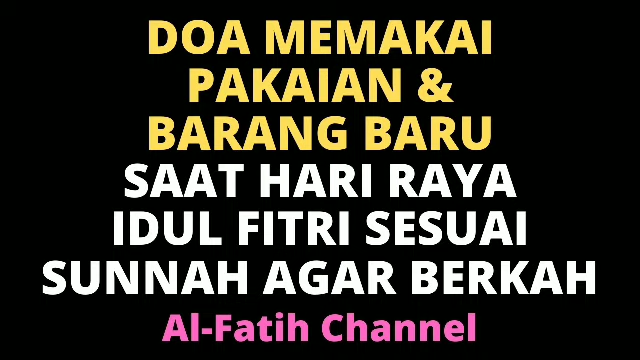 DOA MEMAKAI
PAKAIAN &
BARANG BARU
SAAT HARI RAYA
IDUL FITRI SESUAI
SUNNAH AGAR BERKAH
Al-Fatih Channel